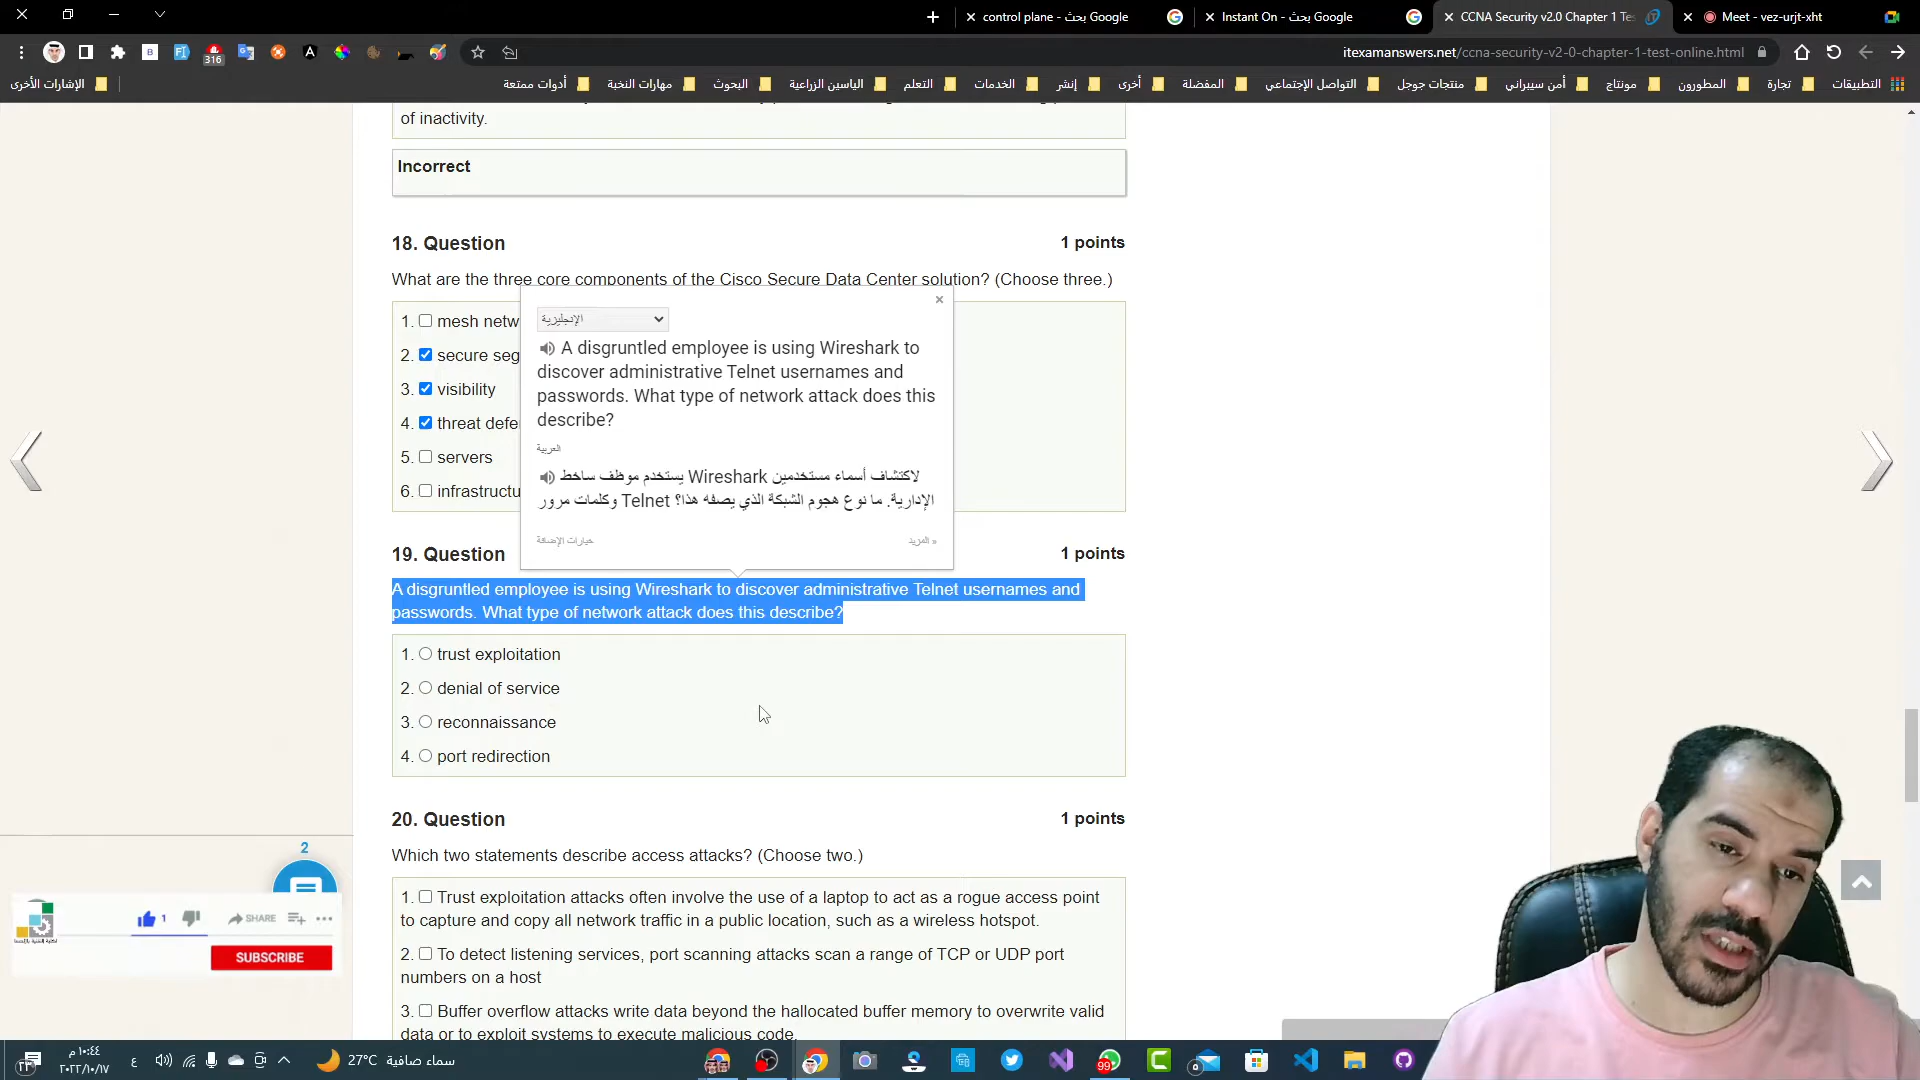 control plane - بحث Google
Instant On - بحث Google
CCNA Security v2.0 Chapter 1 Te
Meet - vez-urjt-xht
316
itexamanswers.net/ccna-security-v2-0-chapter-1-test-online.html
التطبيقات
تجارة
المطورون
مونتاج
أمن سيبراني
منتجات جوجل
التواصل الإجتماعي
المفضلة
أخرى
إنشر
الخدمات
التعلم
الياسين الزراعية
البحوث
مهارات النخبة
أدوات ممتعة
الإشارات الأخرى
of inactivity.
Incorrect
18. Question
1 points
What are the three core components of the Cisco Secure Data Center solution? (Choose three.)
1. mesh netw
2. secure seg
3. visibility
4. threat defe
5. servers
6. infrastructu
الإنجليزية
A disgruntled employee is using Wireshark to
discover administrative Telnet usernames and
passwords. What type of network attack does this
describe?
العربية
يستخدم موظف ساخط Wireshark لاكتشاف أسماء مستخدمين
وكلمات مرور Telnet الإدارية. ما نوع هجوم الشبكة الذي يصفه هذا؟
خيارات الإضافة
المزيد »
19. Question
1 points
A disgruntled employee is using Wireshark to discover administrative Telnet usernames and
passwords. What type of network attack does this describe?
1. trust exploitation
2. denial of service
3. reconnaissance
4. port redirection
20. Question
1 points
Which two statements describe access attacks? (Choose two.)
1. Trust exploitation attacks often involve the use of a laptop to act as a rogue access point
to capture and copy all network traffic in a public location, such as a wireless hotspot.
2. To detect listening services, port scanning attacks scan a range of TCP or UDP port
numbers on a host
3. Buffer overflow attacks write data beyond the hallocated buffer memory to overwrite valid
data or to exploit systems to execute malicious code.
2
1
SHARE
SUBSCRIBE
١٠:٤٤ م
٢٠٢٢/١٠/١٧
ع
27°C سماء صافية
99